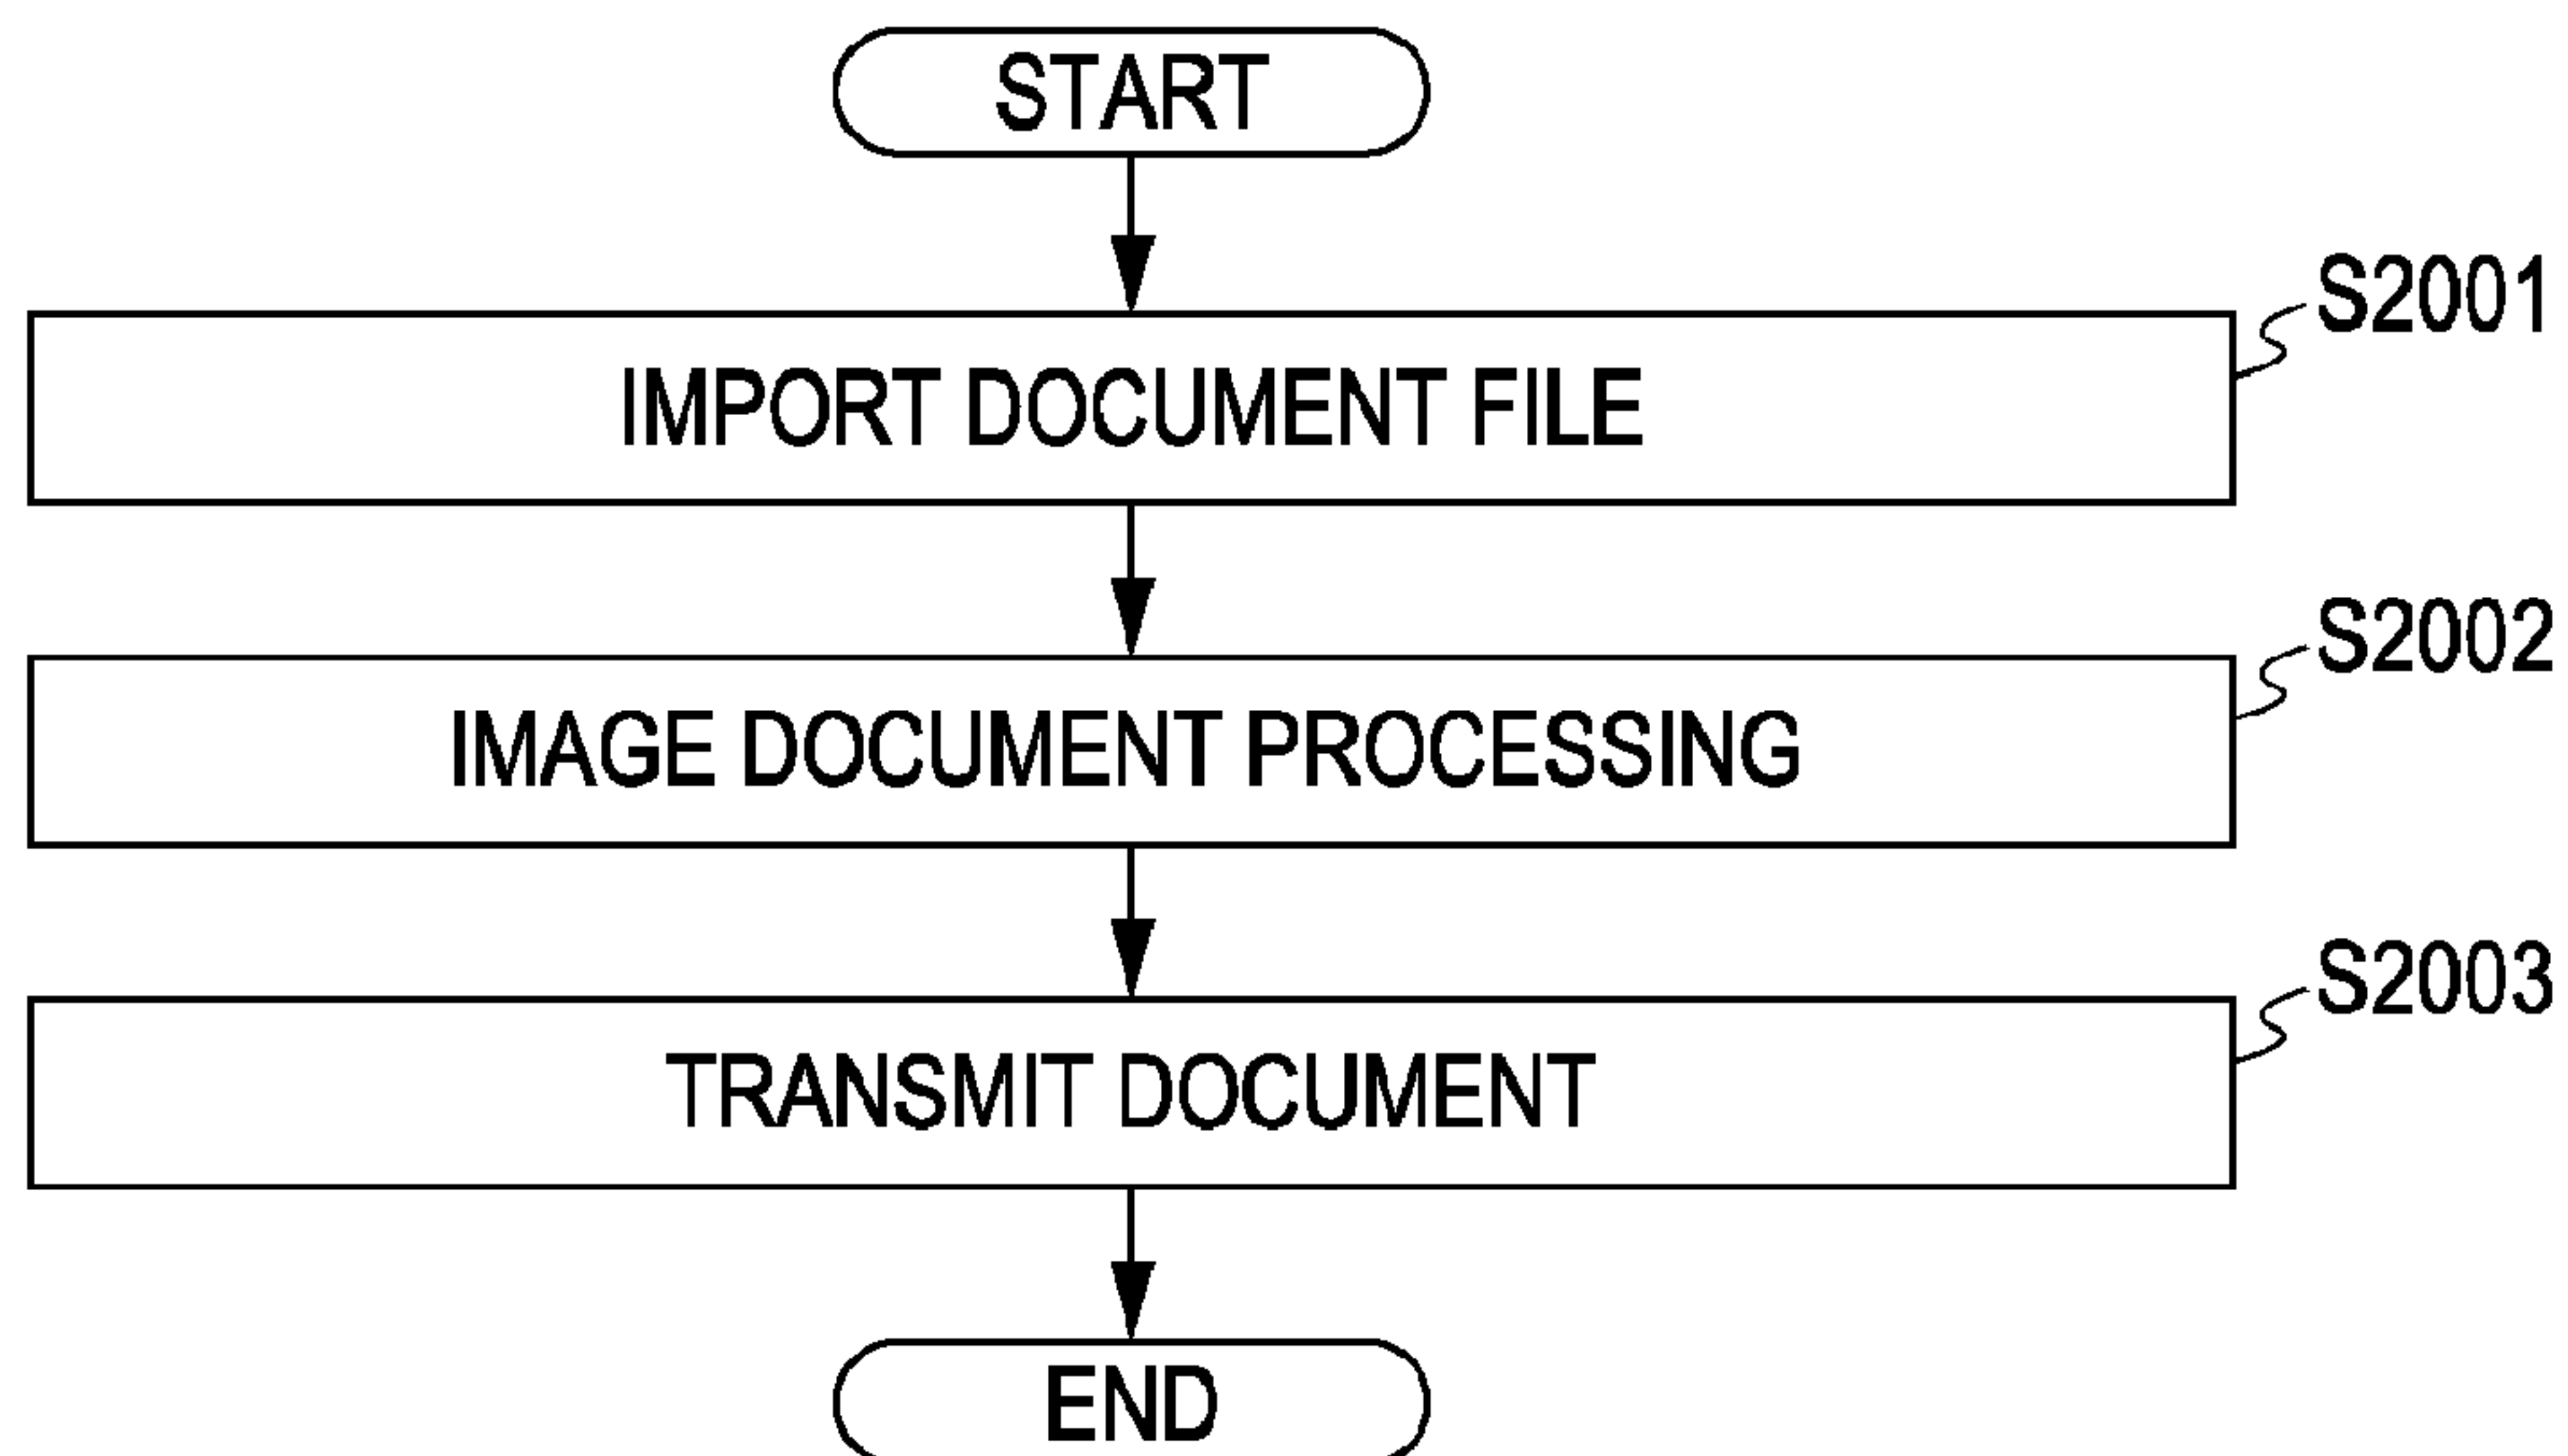 START
S2001
IMPORT DOCUMENT FILE
S2002
IMAGE DOCUMENT PROCESSING
S2003
TRANSMIT DOCUMENT
END